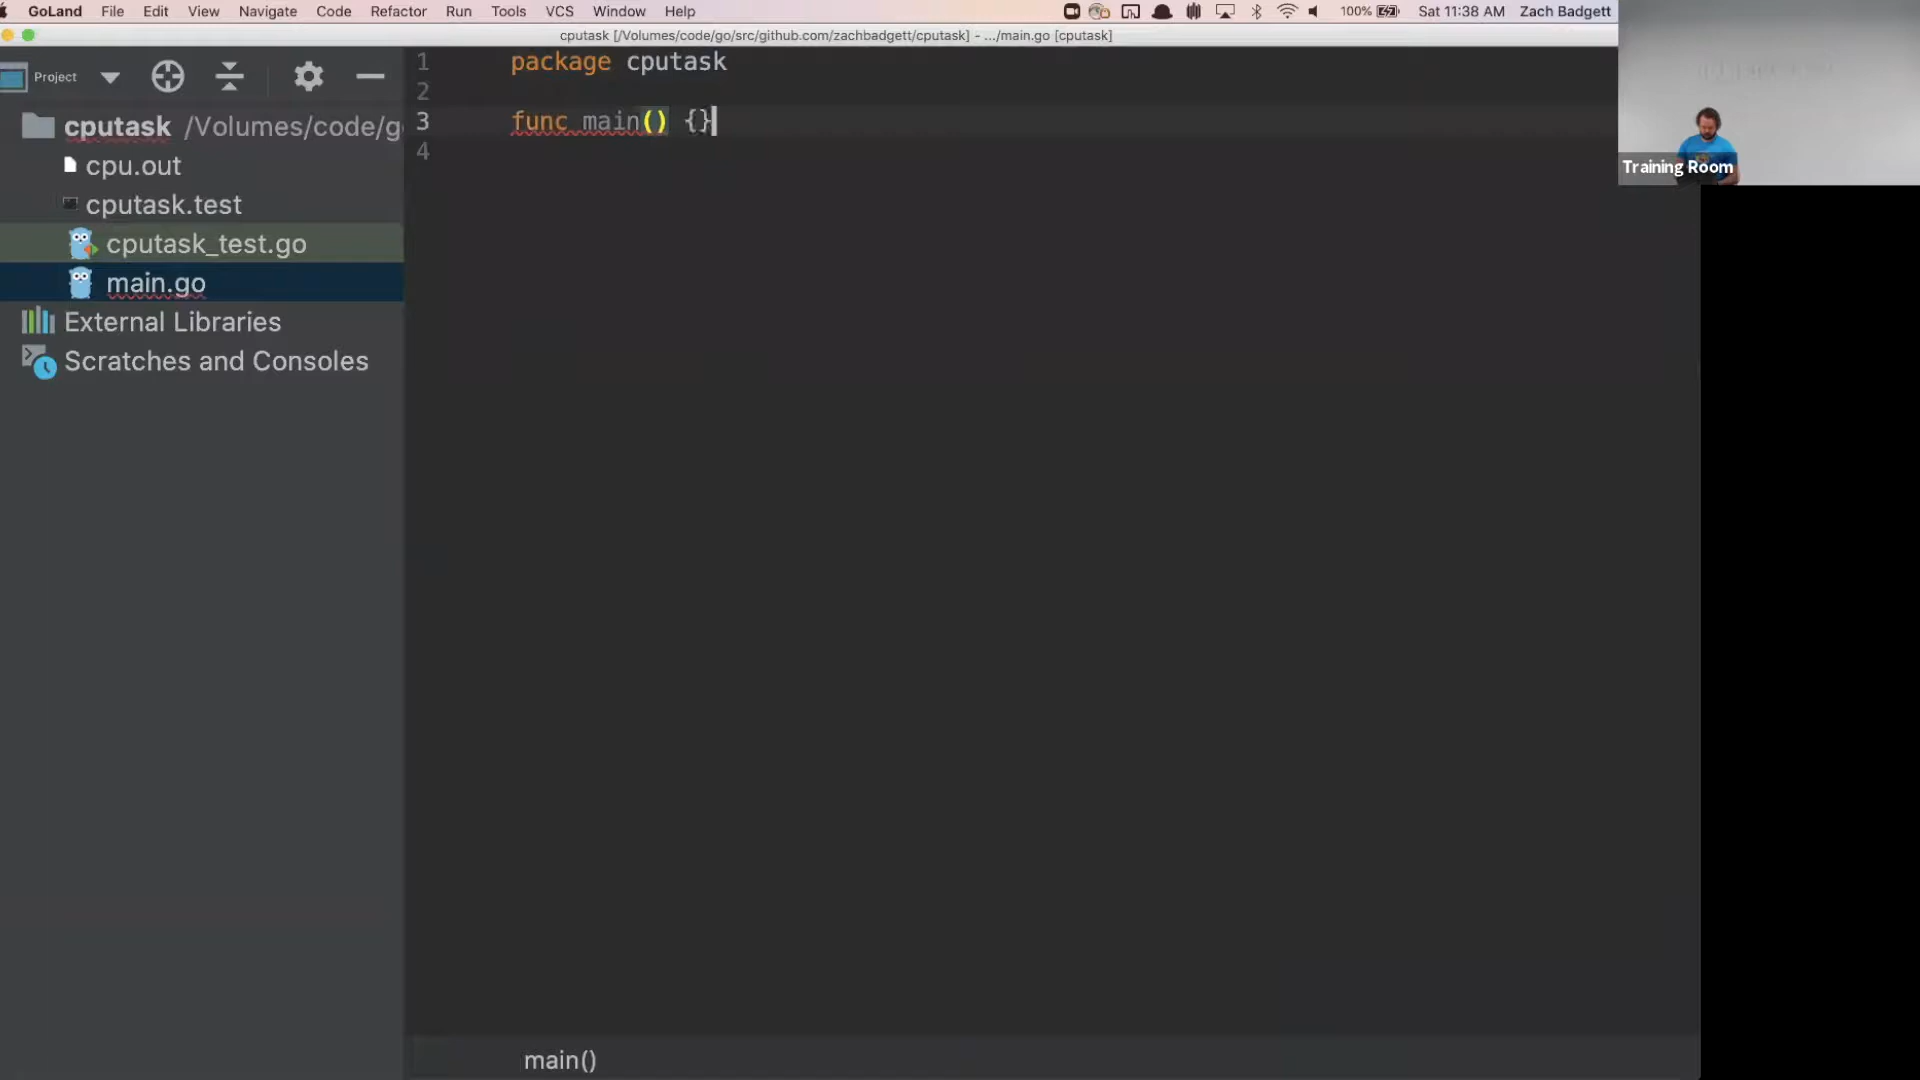 GoLand File Edit View Navigate Code Refactor Run Tools VCS Window Help 100% Sat 11:38 AM Zach Badgett
cputask [/Volumes/code/go/src/github.com/zachbadgett/cputask] - .../main.go [cputask]
Project
cputask /Volumes/code/g
cpu.out
cputask.test
cputask_test.go
main.go
External Libraries
Scratches and Consoles
1 package cputask
2
3 func main() {}
4
main()
Training Room